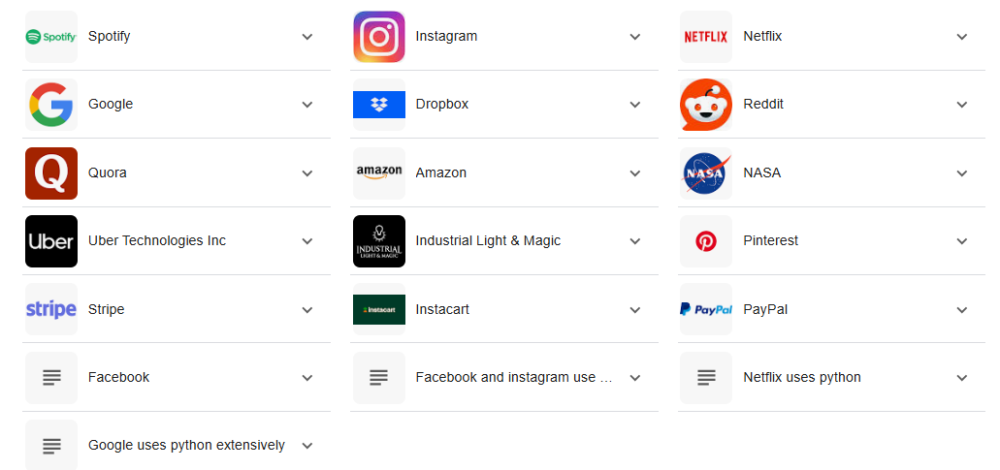 Spotify Spotify
Instagram
NETFLIX Netflix
Google
Dropbox
Reddit
Q Quora
amazon Amazon
NASA NASA
Uber Uber Technologies Inc
INDUSTRIAL LIGHT & MAGIC Industrial Light & Magic
Pinterest
stripe Stripe
instacart Instacart
PayPal PayPal
Facebook
Facebook and instagram use ...
Netflix uses python
Google uses python extensively